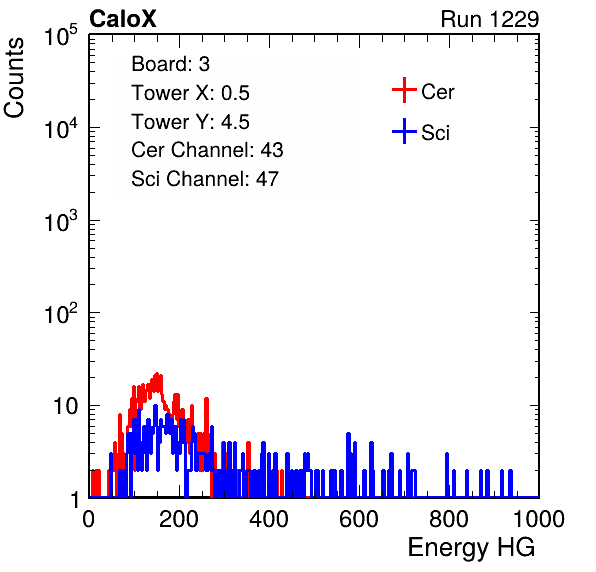 CaloX Run 1229
Counts
Board: 3
Tower X: 0.5
Tower Y: 4.5
Cer Channel: 43
Sci Channel: 47
Cer
Sci
10^5
10^4
10^3
10^2
10
1
0 200 400 600 800 1000
Energy HG